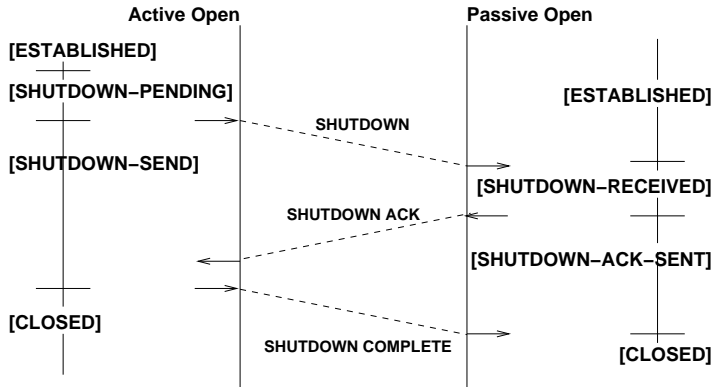 Active Open
Passive Open
[ESTABLISHED]
[SHUTDOWN–PENDING]
[ESTABLISHED]
SHUTDOWN
[SHUTDOWN–SEND]
[SHUTDOWN–RECEIVED]
SHUTDOWN ACK
[SHUTDOWN–ACK–SENT]
[CLOSED]
SHUTDOWN COMPLETE
[CLOSED]